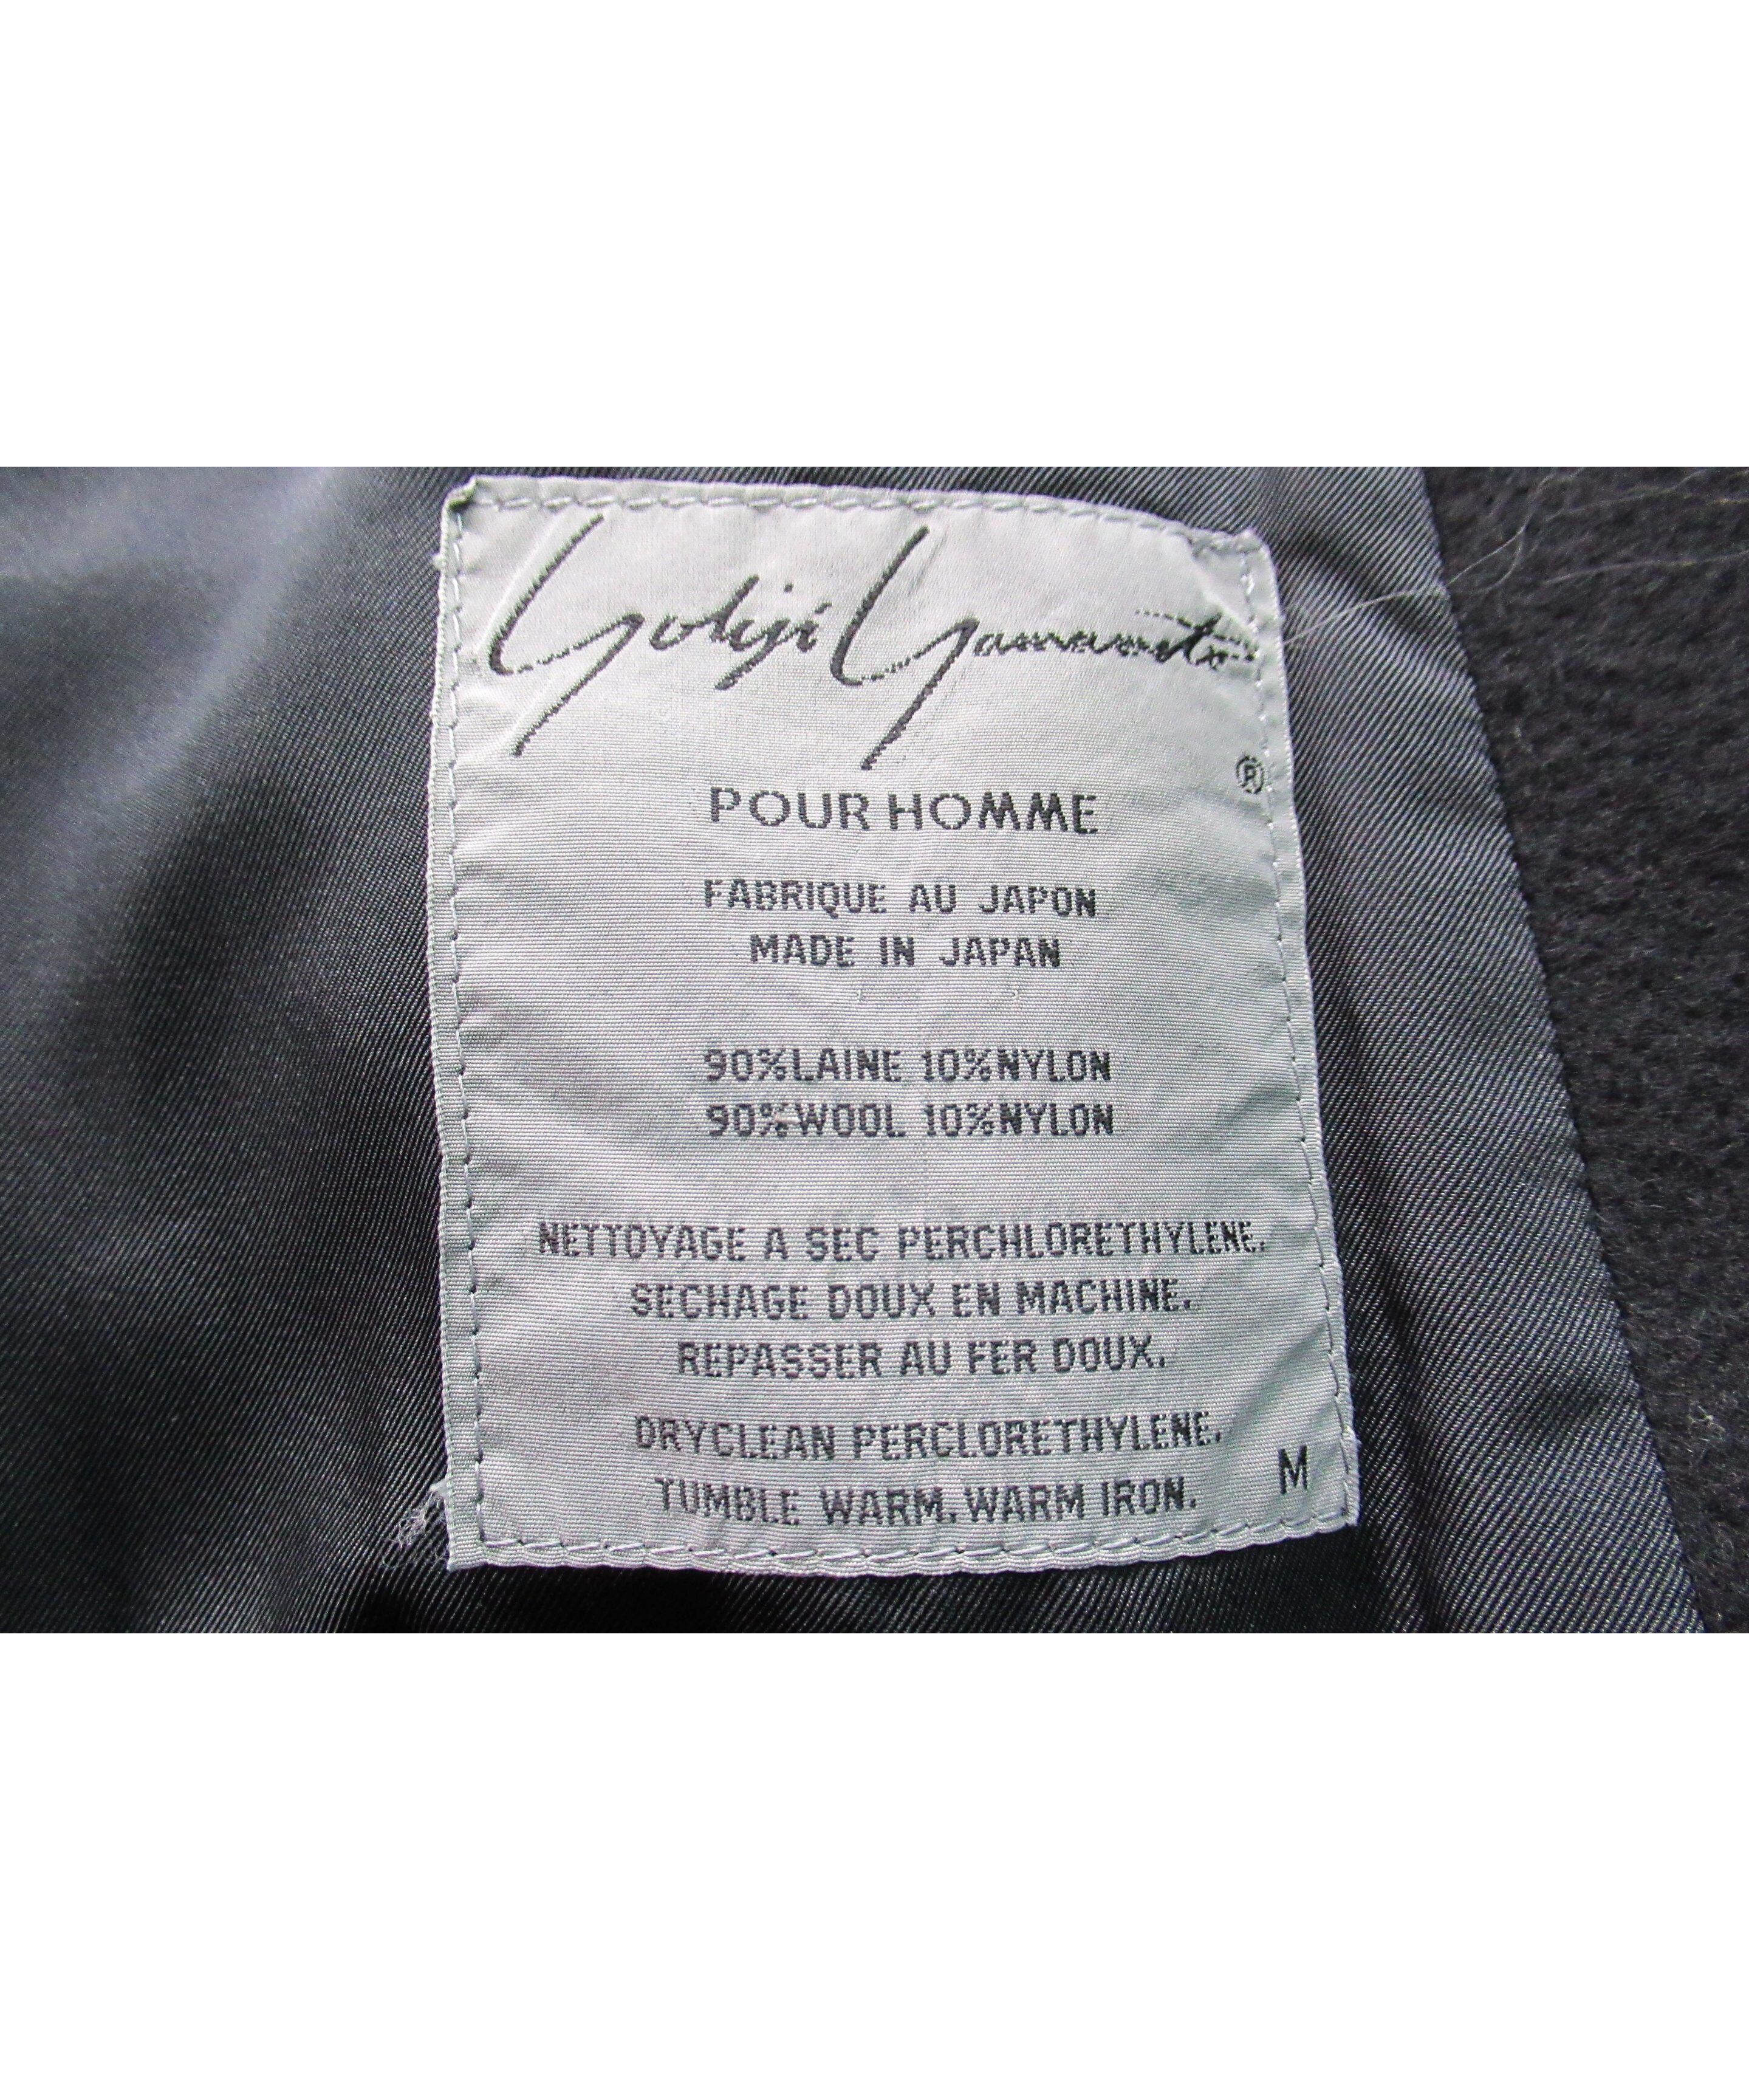 Yohji Yamamoto
®
POUR HOMME
FABRIQUE AU JAPON
MADE IN JAPAN
90%LAINE 10%NYLON
90%WOOL 10%NYLON
NETTOYAGE A SEC PERCHLORETHYLENE.
SECHAGE DOUX EN MACHINE.
REPASSER AU FER DOUX.
DRYCLEAN PERCLORETHYLENE.
TUMBLE WARM. WARM IRON.
M